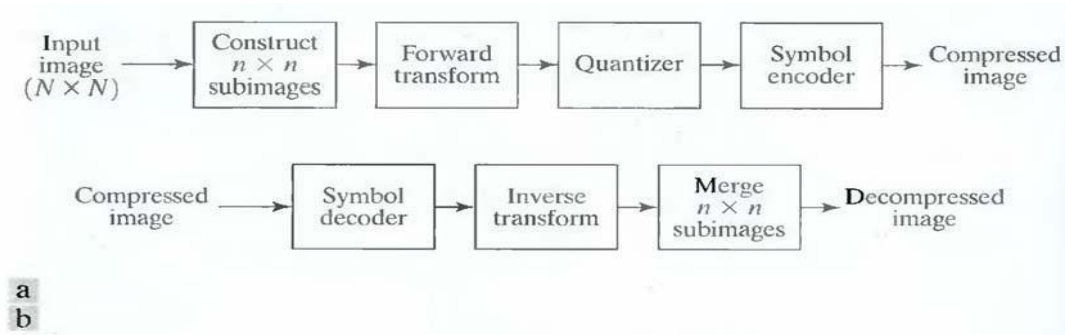 Input
image
(N × N)
Construct
n × n
subimages
Forward
transform
Quantizer
Symbol
encoder
Compressed
image
Compressed
image
Symbol
decoder
Inverse
transform
Merge
n × n
subimages
Decompressed
image
a
b